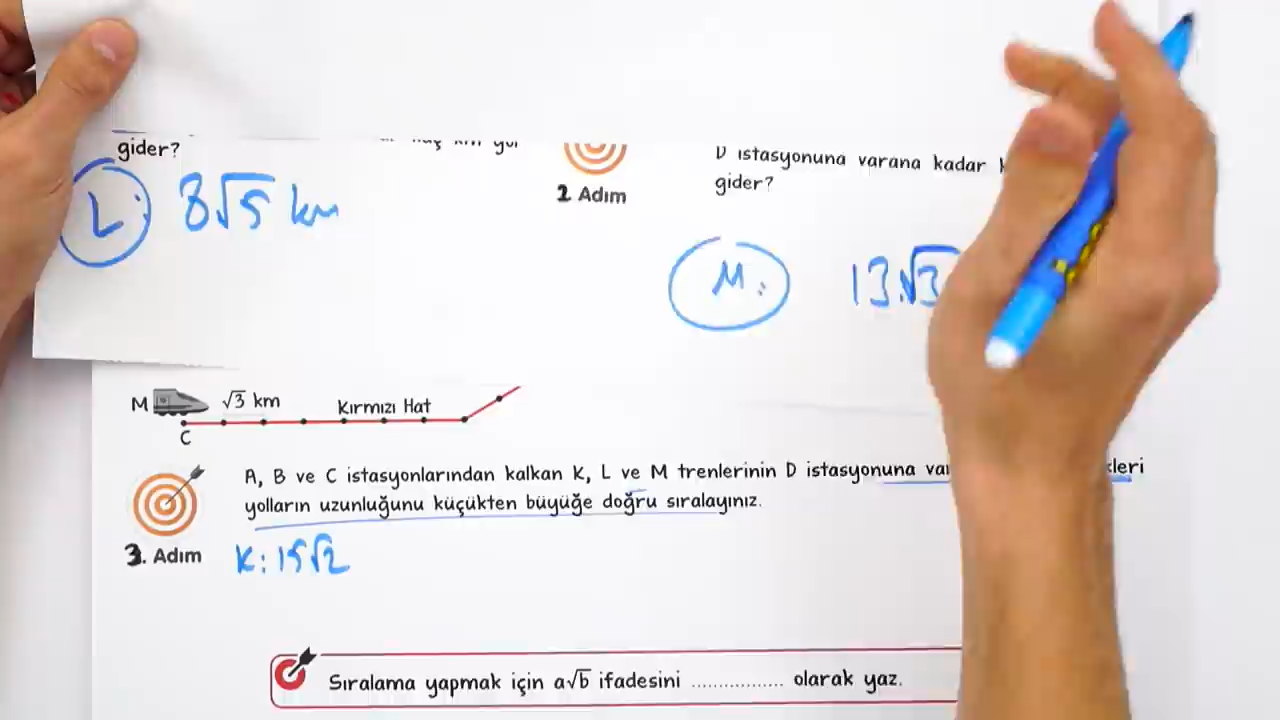 gider?
L: 8√5 km
2 Adım
D istasyonuna varana kadar
gider?
M: 13√3
M √3 km Kırmızı Hat
C
A, B ve C istasyonlarından kalkan K, L ve M trenlerinin D istasyonuna
yolların uzunluğunu küçükten büyüğe doğru sıralayınız.
3. Adım
K: 15√2
Sıralama yapmak için a√b ifadesini ................. olarak yaz.